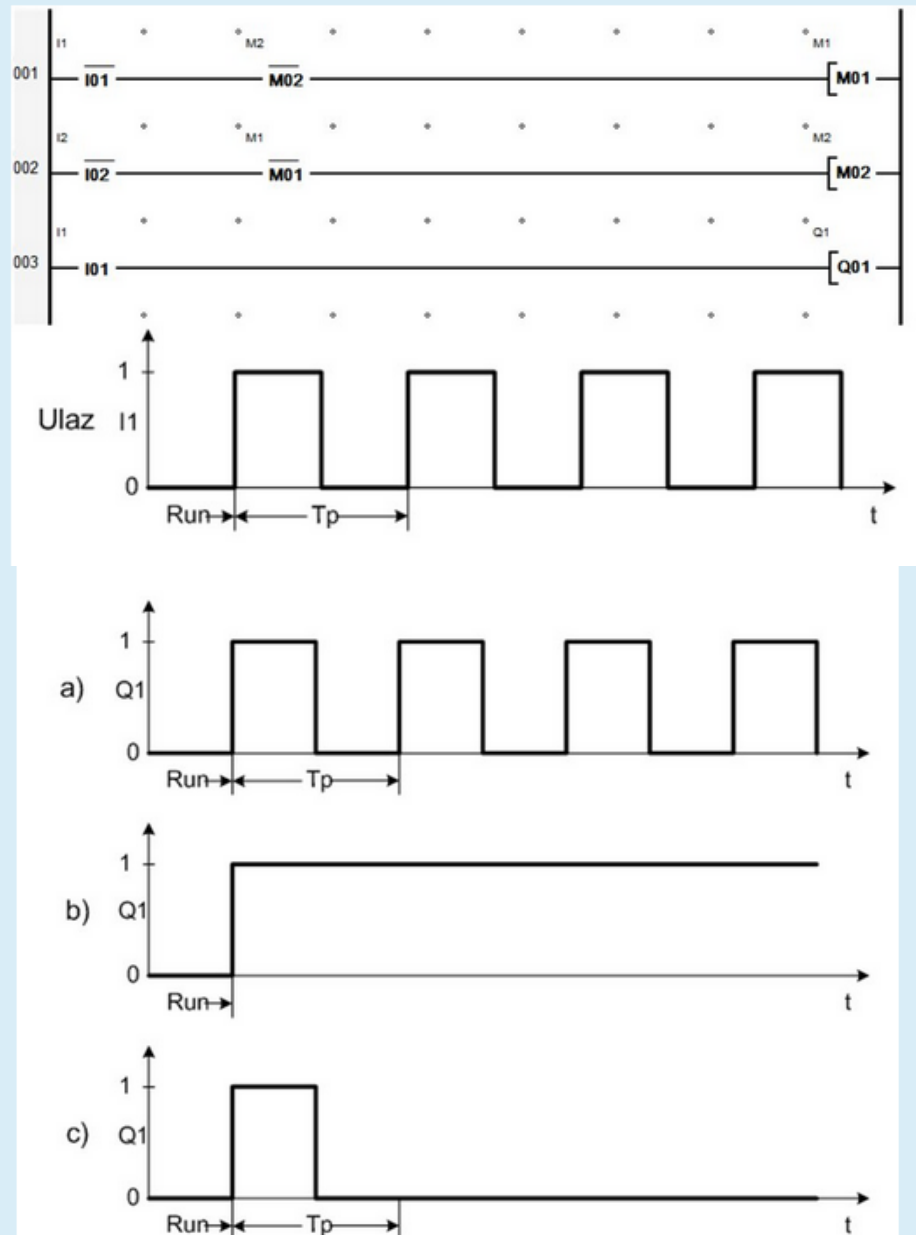 I1 M2 M1
001 I01 M02 [M01
I2 M1 M2
002 I02 M01 [M02
I1 Q1
003 I01 [Q01
1
Ulaz I1
0
Run Tp t
1
a) Q1
0
Run Tp t
1
b) Q1
0
Run t
1
c) Q1
0
Run Tp t